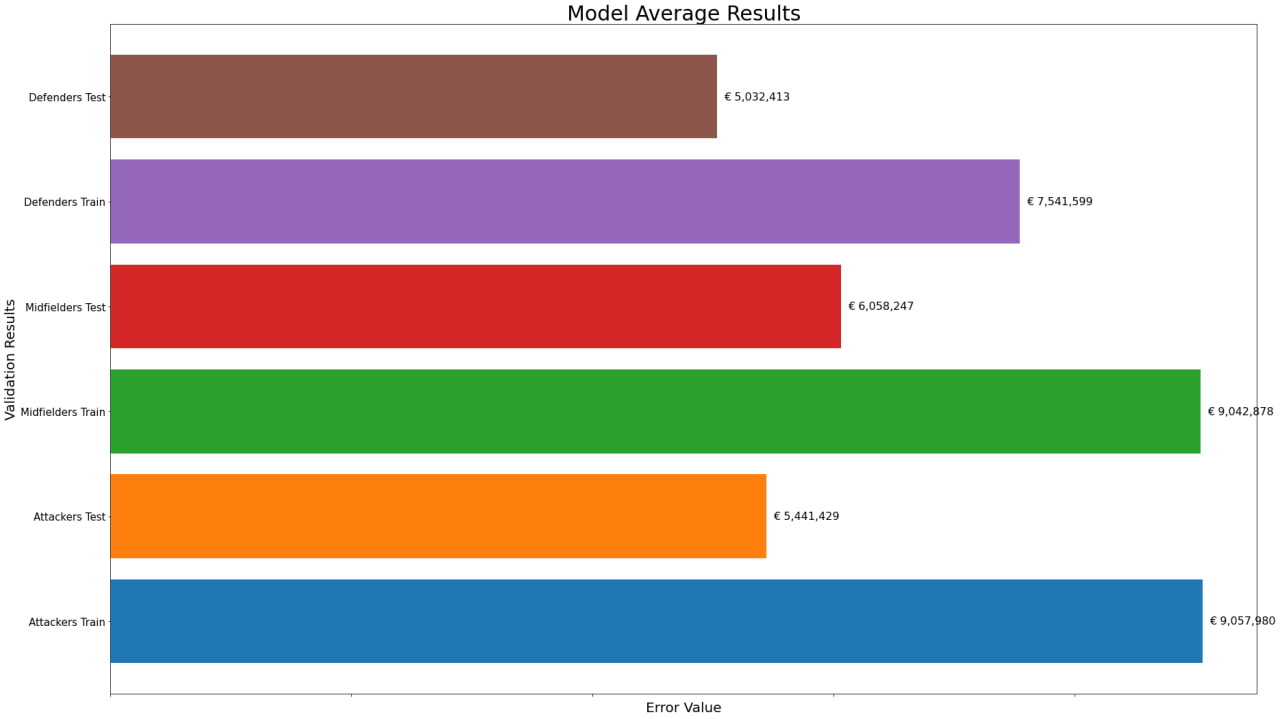 Model Average Results
Validation Results
Defenders Test
€ 5,032,413
Defenders Train
€ 7,541,599
Midfielders Test
€ 6,058,247
Midfielders Train
€ 9,042,878
Attackers Test
€ 5,441,429
Attackers Train
€ 9,057,980
Error Value